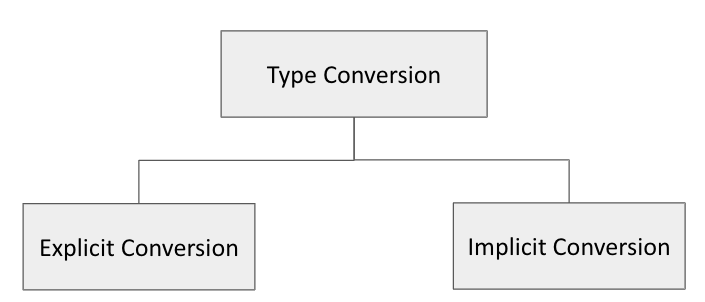 Type Conversion
Explicit Conversion
Implicit Conversion